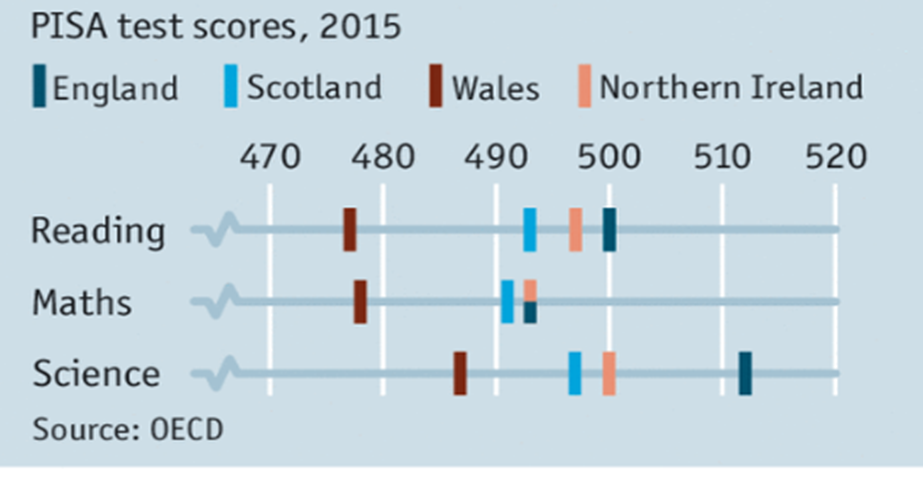 PISA test scores, 2015
England Scotland Wales Northern Ireland
470 480 490 500 510 520
Reading
Maths
Science
Source: OECD